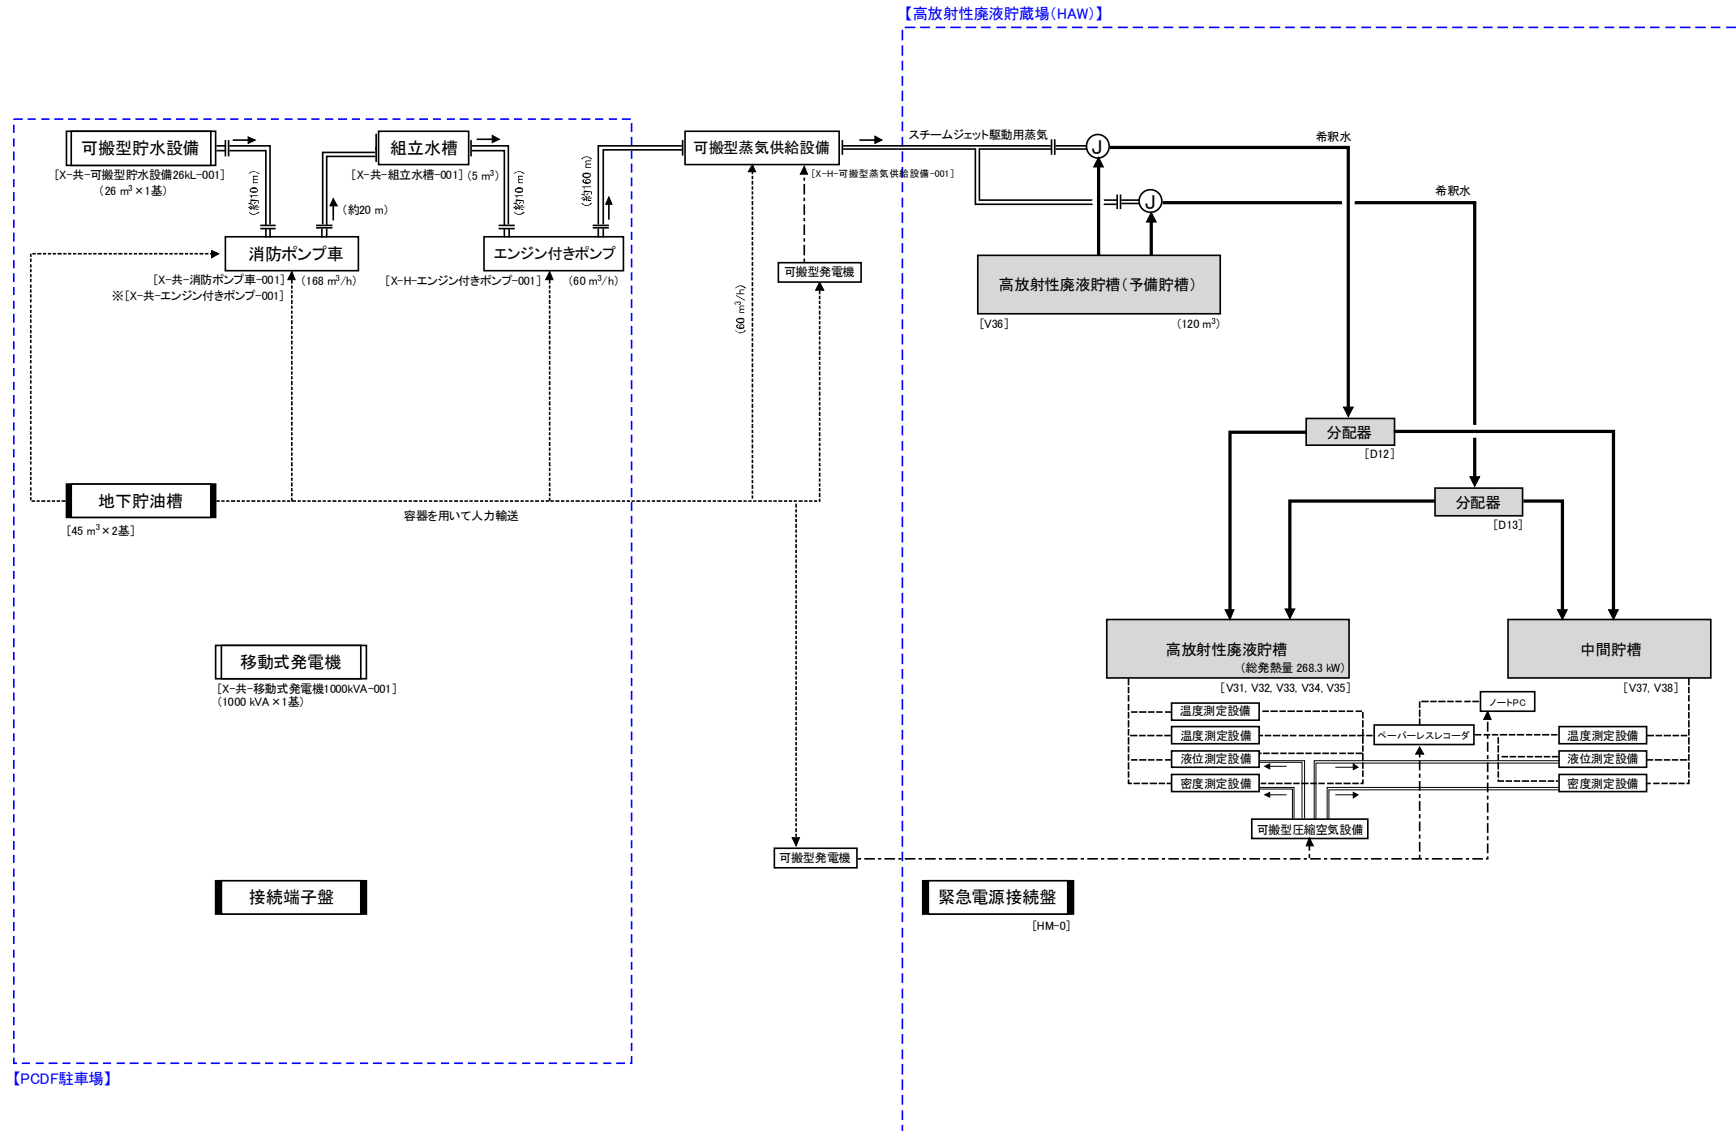 【高放射性廃液貯蔵場(HAW)】
可搬型貯水設備
[X-共-可搬型貯水設備26kL-001]
(26 m³×1基)
(約10 m)
組立水槽
[X-共-組立水槽-001] (5 m³)
(約20 m)
(約10 m)
(約160 m)
消防ポンプ車
[X-共-消防ポンプ車-001] (168 m³/h)
※[X-共-エンジン付きポンプ-001]
エンジン付きポンプ
[X-H-エンジン付きポンプ-001] (60 m³/h)
可搬型蒸気供給設備
[X-H-可搬型蒸気供給設備-001]
(60 m³/h)
可搬型発電機
スチームジェット駆動用蒸気
J
希釈水
J
希釈水
高放射性廃液貯槽(予備貯槽)
[V36] (120 m³)
分配器
[D12]
分配器
[D13]
地下貯油槽
[45 m³×2基]
容器を用いて人力輸送
高放射性廃液貯槽
(総発熱量 268.3 kW)
[V31, V32, V33, V34, V35]
中間貯槽
[V37, V38]
移動式発電機
[X-共-移動式発電機1000kVA-001]
(1000 kVA×1基)
温度測定設備
温度測定設備
液位測定設備
密度測定設備
ノートPC
ペーパーレスレコーダ
温度測定設備
液位測定設備
密度測定設備
可搬型圧縮空気設備
可搬型発電機
接続端子盤
緊急電源接続盤
[HM-0]
【PCDF駐車場】